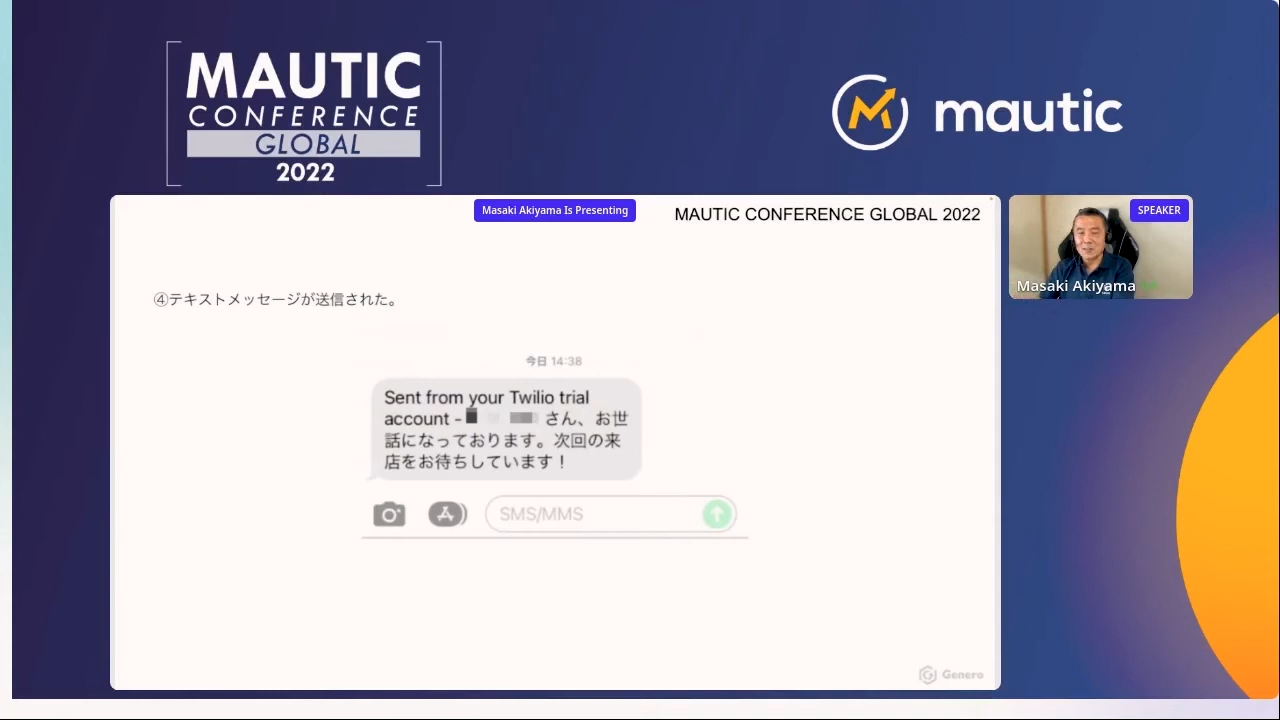 MAUTIC
CONFERENCE
GLOBAL
2022
mautic
Masaki Akiyama Is Presenting
MAUTIC CONFERENCE GLOBAL 2022
SPEAKER
Masaki Akiyama
④テキストメッセージが送信された。
今日 14:38
Sent from your Twilio trial
account - さん、お世
話になっております。次回の来
店をお待ちしています！
SMS/MMS
Genero